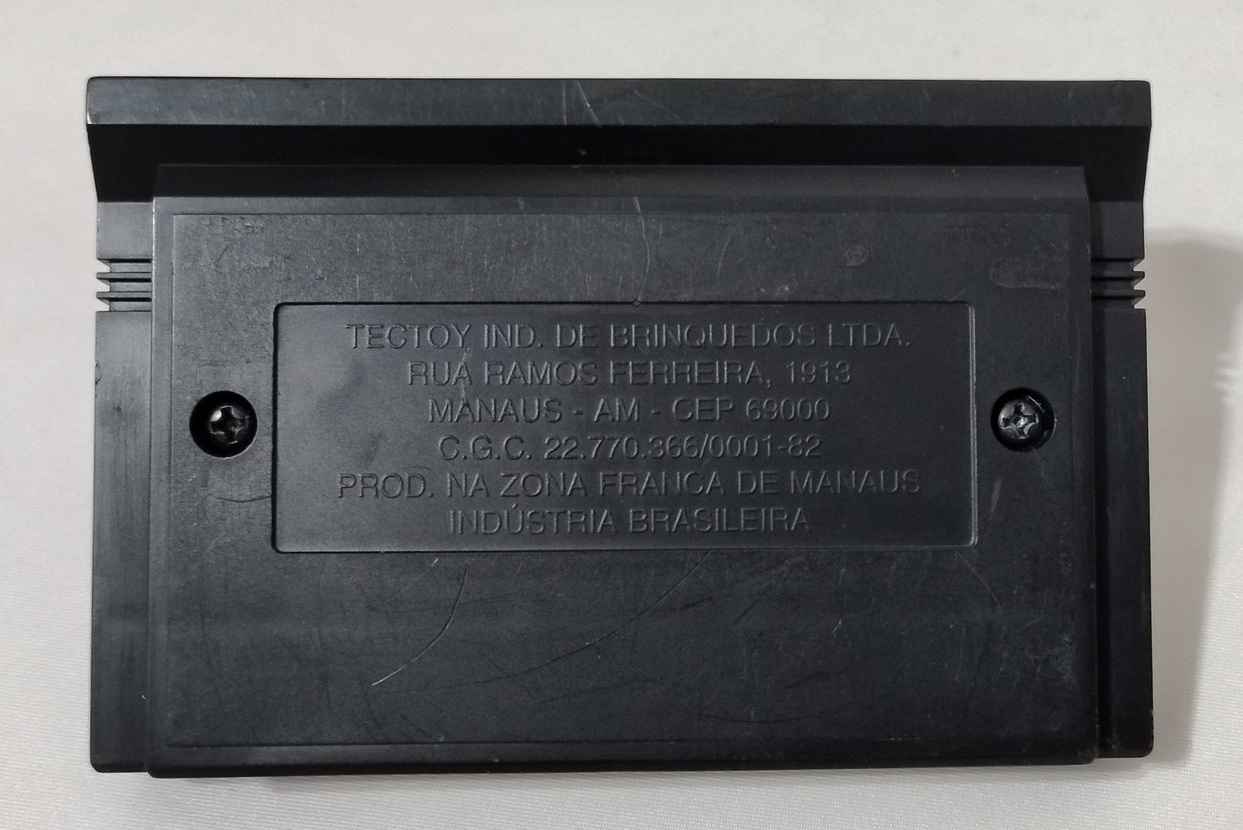 TECTOY IND. DE BRINQUEDOS LTDA.
RUA RAMOS FERREIRA, 1913
MANAUS - AM - CEP 69000
C.G.C. 22.770.366/0001-82
PROD. NA ZONA FRANCA DE MANAUS
INDÚSTRIA BRASILEIRA